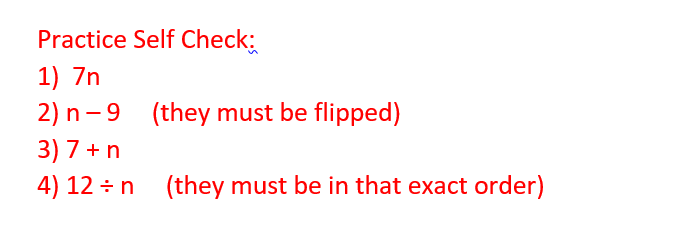 Practice Self Check:
1) 7n
2) n – 9 (they must be flipped)
3) 7 + n
4) 12 ÷ n (they must be in that exact order)